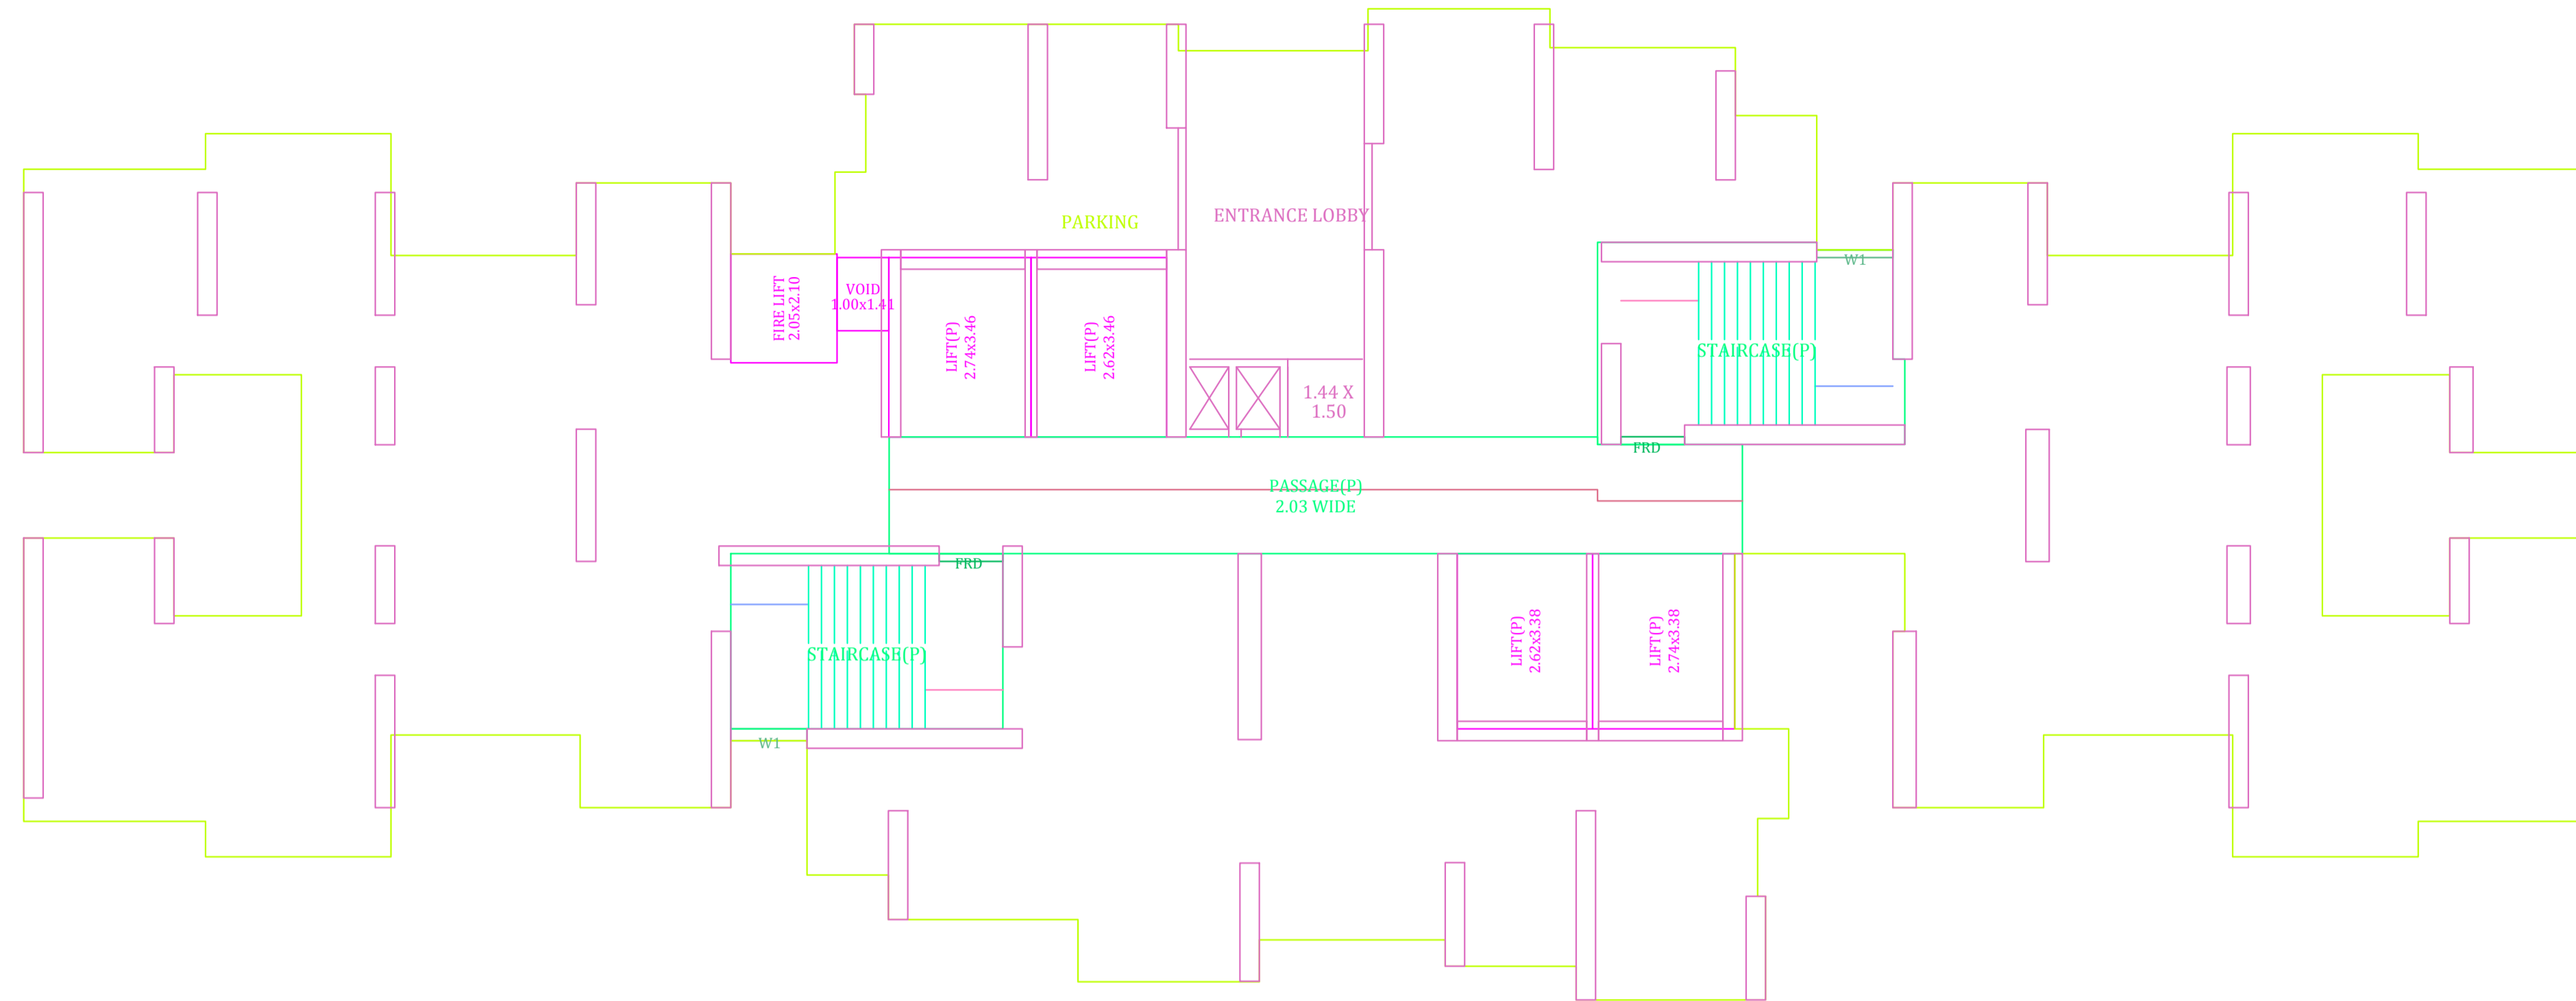 PARKING
ENTRANCE LOBBY
W1
FIRE LIFT
2.05x2.10
VOID
1.00x1.41
LIFT(P)
2.74x3.46
LIFT(P)
2.62x3.46
STAIRCASE(P)
1.44 X
1.50
FRD
PASSAGE(P)
2.03 WIDE
FRD
STAIRCASE(P)
LIFT(P)
2.62x3.38
LIFT(P)
2.74x3.38
W1